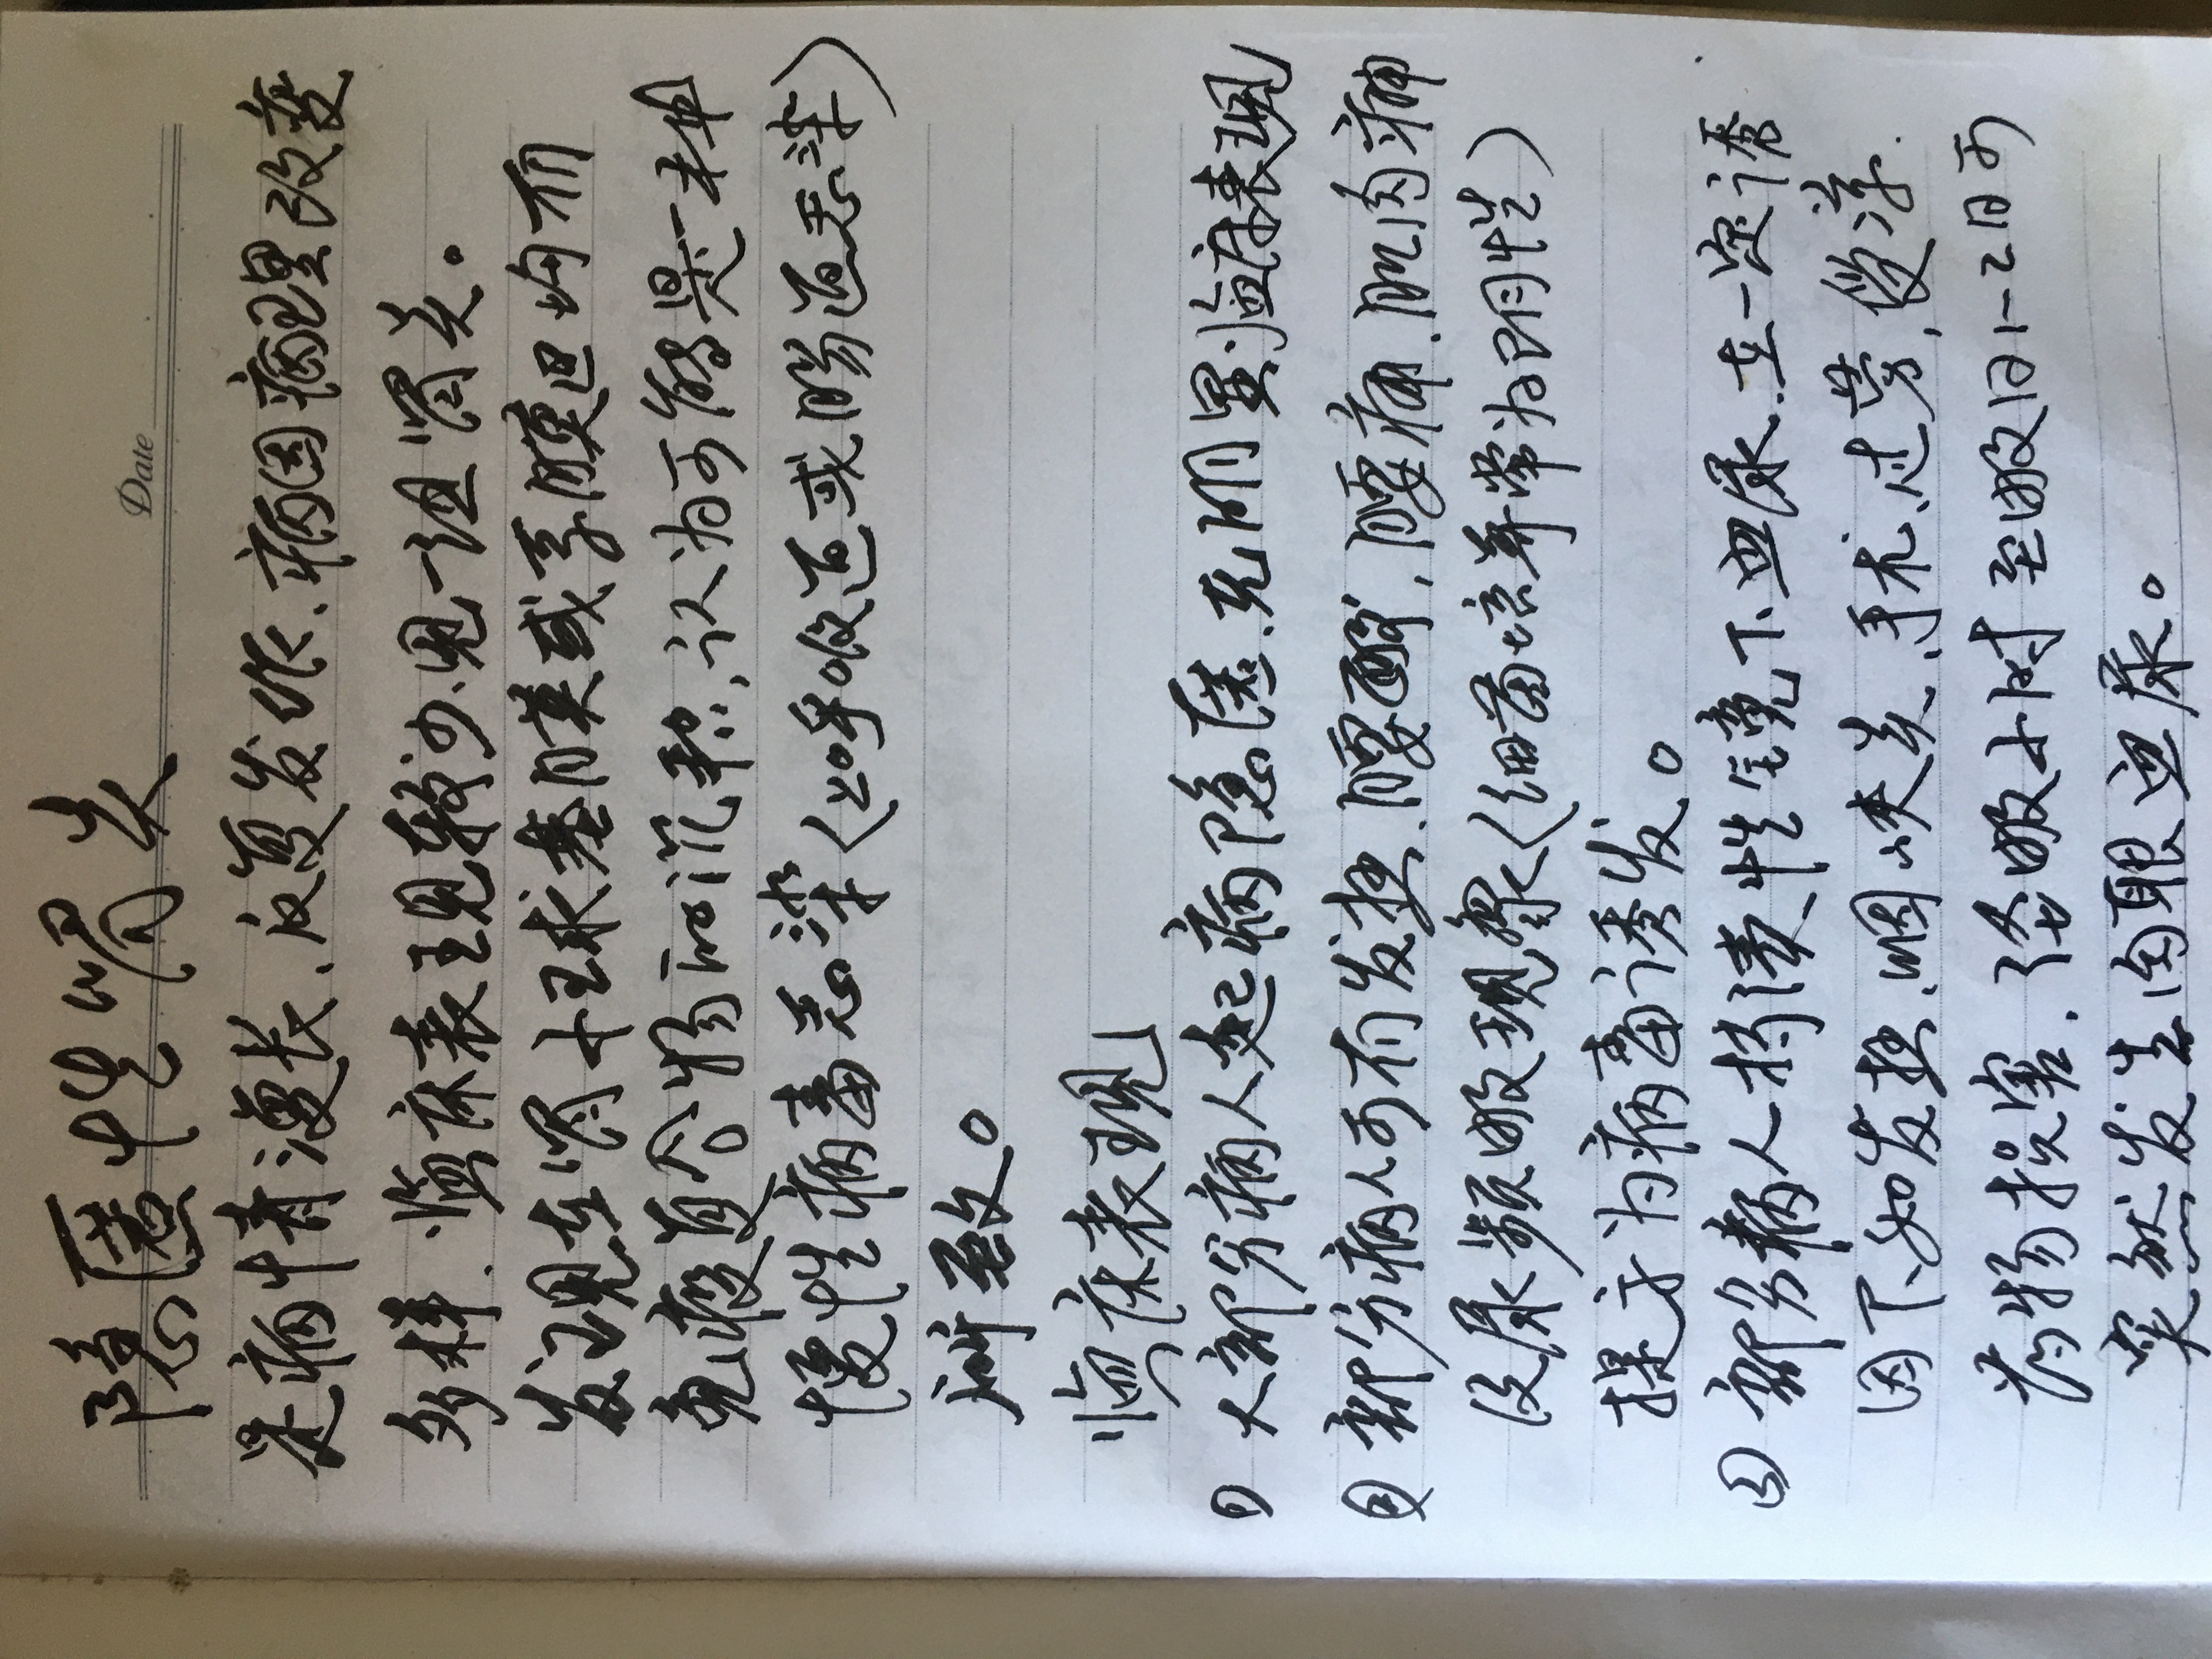 隐匿性肾炎
Date
是病情漫长、反复发作、病因病理改变
多样、临床表现较少见一组肾炎。
发现在肾小球基膜或系膜区均有
免疫复合物的沉积,认为可能是一种
慢性病毒感染(上呼吸道或肠道感染)
所致。
临床表现
① 大部分病人起病隐匿、无明显临床表现
② 部分病人可有发热、腰酸,腰痛、肌肉痛
及尿频数现象(细菌培养常为阴性)
提示为病毒诱发。
③ 部分病人持续性镜下血尿、在一定诱
因下、如发热、咽峡炎、手术、过劳,受凉、
药物损害、经数小时至数日1-2日可
突然发生肉眼血尿。